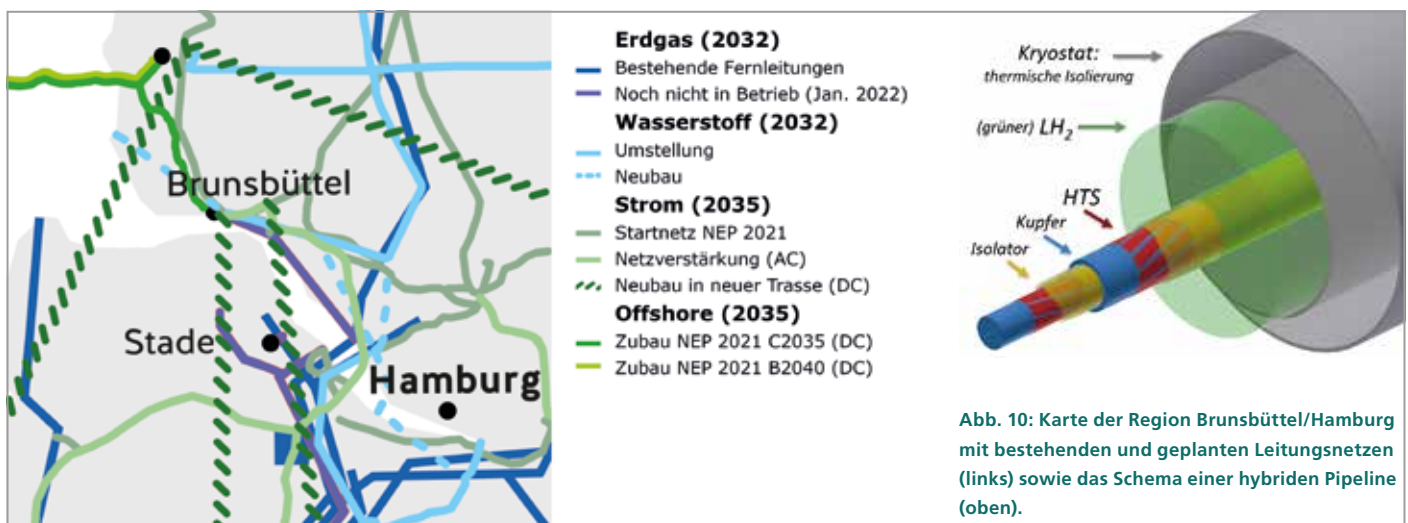 Brunsbüttel
Stade
Hamburg
Erdgas (2032)
Bestehende Fernleitungen
Noch nicht in Betrieb (Jan. 2022)
Wasserstoff (2032)
Umstellung
Neubau
Strom (2035)
Startnetz NEP 2021
Netzverstärkung (AC)
Neubau in neuer Trasse (DC)
Offshore (2035)
Zubau NEP 2021 C2035 (DC)
Zubau NEP 2021 B2040 (DC)
Kryostat:
thermische Isolierung
(grüner) LH₂
HTS
Kupfer
Isolator
Abb. 10: Karte der Region Brunsbüttel/Hamburg
mit bestehenden und geplanten Leitungsnetzen
(links) sowie das Schema einer hybriden Pipeline
(oben).